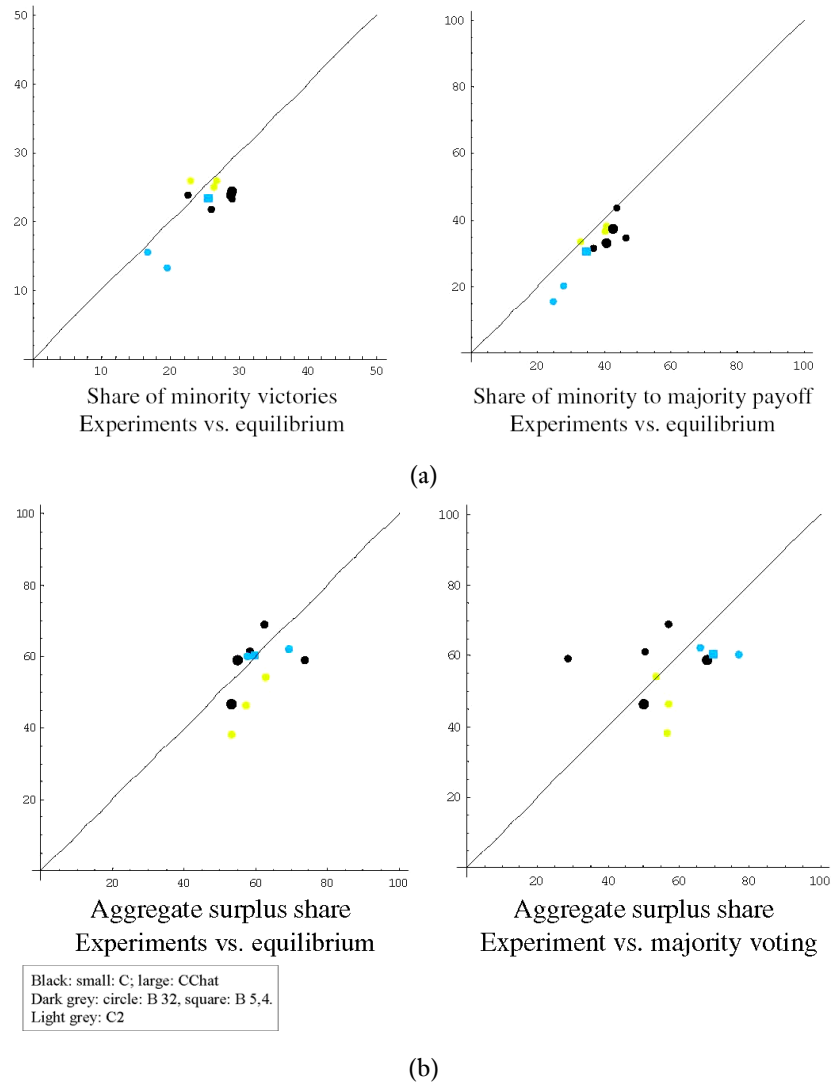 50
40
30
20
10
10 20 30 40 50
Share of minority victories
Experiments vs. equilibrium
100
80
60
40
20
20 40 60 80 100
Share of minority to majority payoff
Experiments vs. equilibrium
(a)
100
80
60
40
20
20 40 60 80 100
Aggregate surplus share
Experiments vs. equilibrium
100
80
60
40
20
20 40 60 80 100
Aggregate surplus share
Experiment vs. majority voting
Black: small: C; large: CChat
Dark grey: circle: B 32, square: B 5,4.
Light grey: C2
(b)